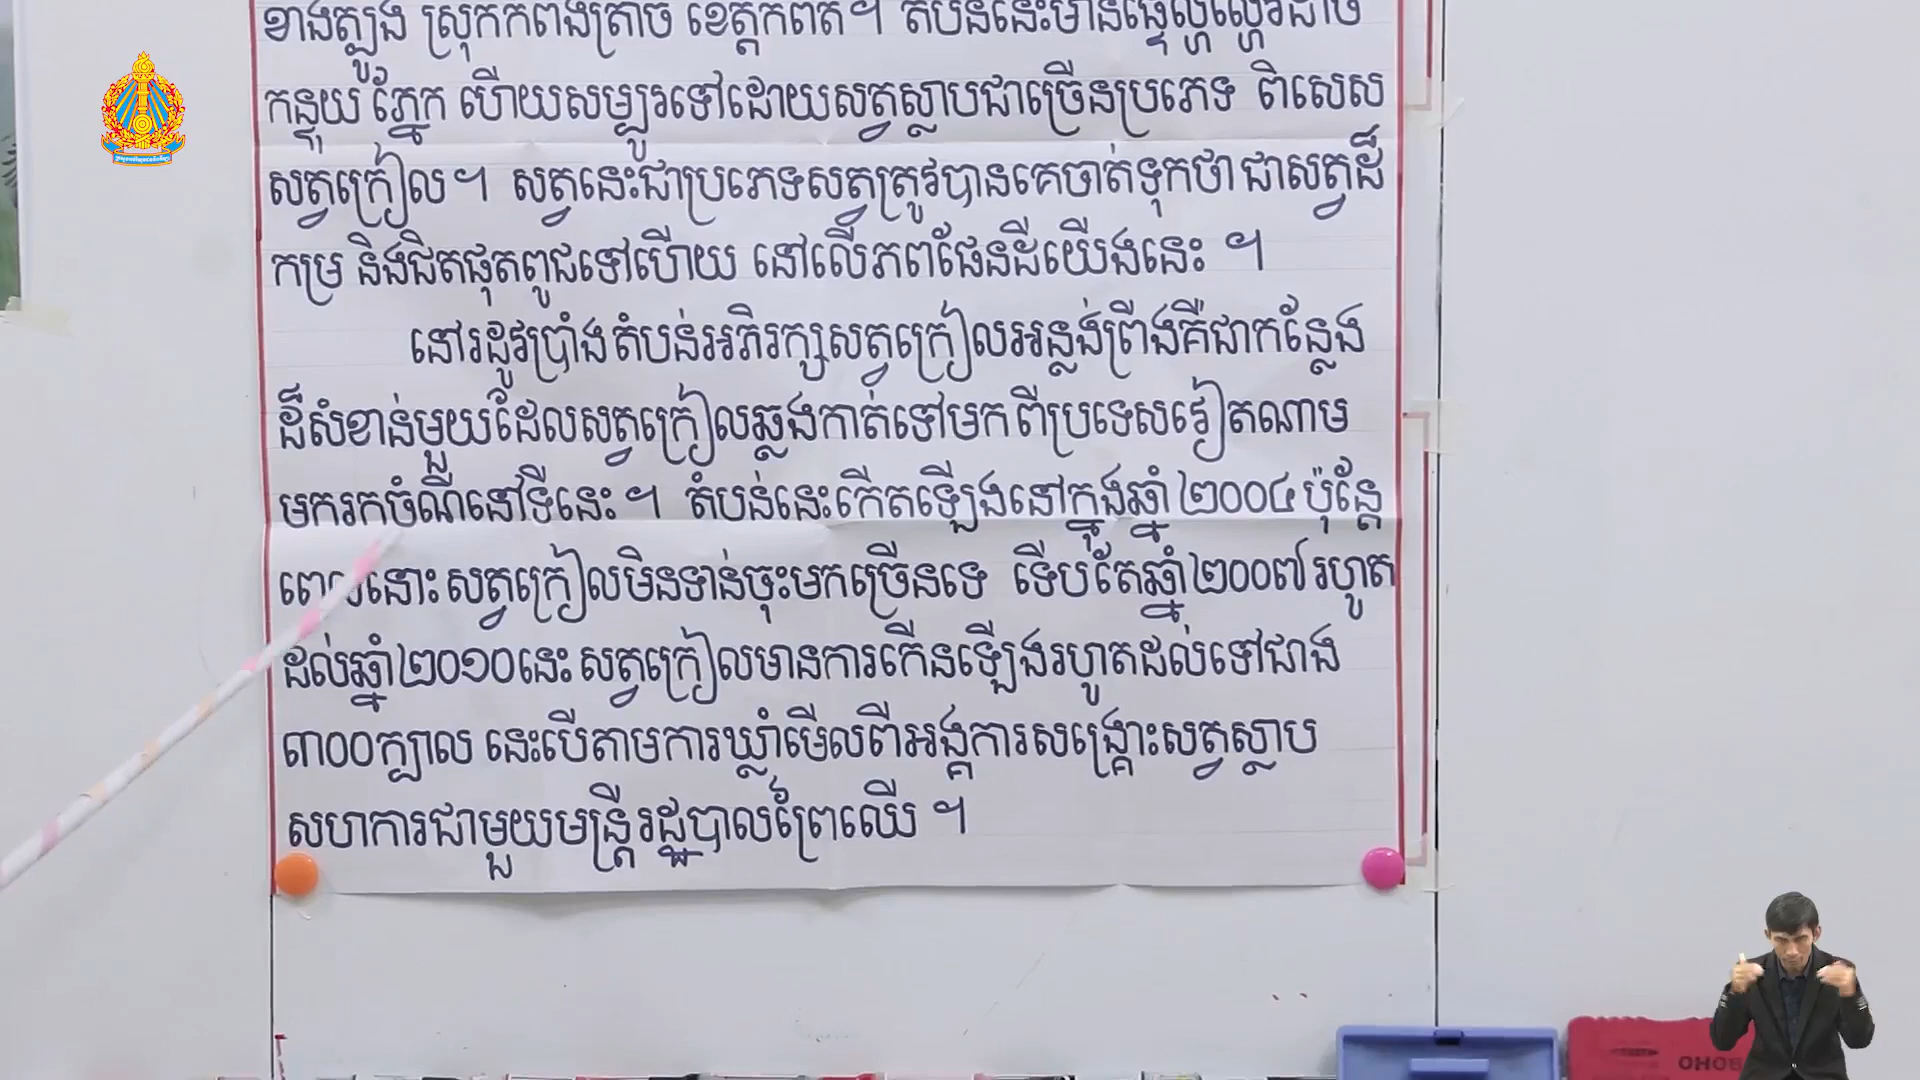 ខាងត្បូង ស្រុកកំពង់ត្រាច ខេត្តកំពត។ តំបន់នេះមានផ្ទៃល្ហល្ហេវដាច់
កន្ទុយ ភ្នែក ហើយសម្បូរទៅដោយសត្វស្លាបជាច្រើនប្រភេទ ពិសេស
សត្វក្រៀល។ សត្វនេះជាប្រភេទសត្វត្រូវបានគេចាត់ទុកថា ជាសត្វដ៏
កម្រ និងជិតផុតពូជទៅហើយ នៅលើភពផែនដីយើងនេះ ។
នៅរដូវប្រាំង តំបន់អភិរក្សសត្វក្រៀលអន្លង់ព្រីងគឺជាកន្លែង
ដ៏សំខាន់មួយដែលសត្វក្រៀលឆ្លងកាត់ទៅមក ពីប្រទេសវៀតណាម
មករកចំណីនៅទីនេះ។ តំបន់នេះកើតឡើងនៅក្នុងឆ្នាំ ២០០៤ ប៉ុន្តែ
ពេលនោះ សត្វក្រៀលមិនទាន់ចុះមកច្រើនទេ ទើបតែឆ្នាំ២០០៧ រហូត
ដល់ឆ្នាំ២០១០នេះ សត្វក្រៀលមានការកើនឡើងរហូតដល់ទៅជាង
៣០០ក្បាល នេះបើតាមការឃ្លាំមើលពីអង្គការសង្គ្រោះសត្វស្លាប
សហការជាមួយមន្ត្រីរដ្ឋបាលព្រៃឈើ ។